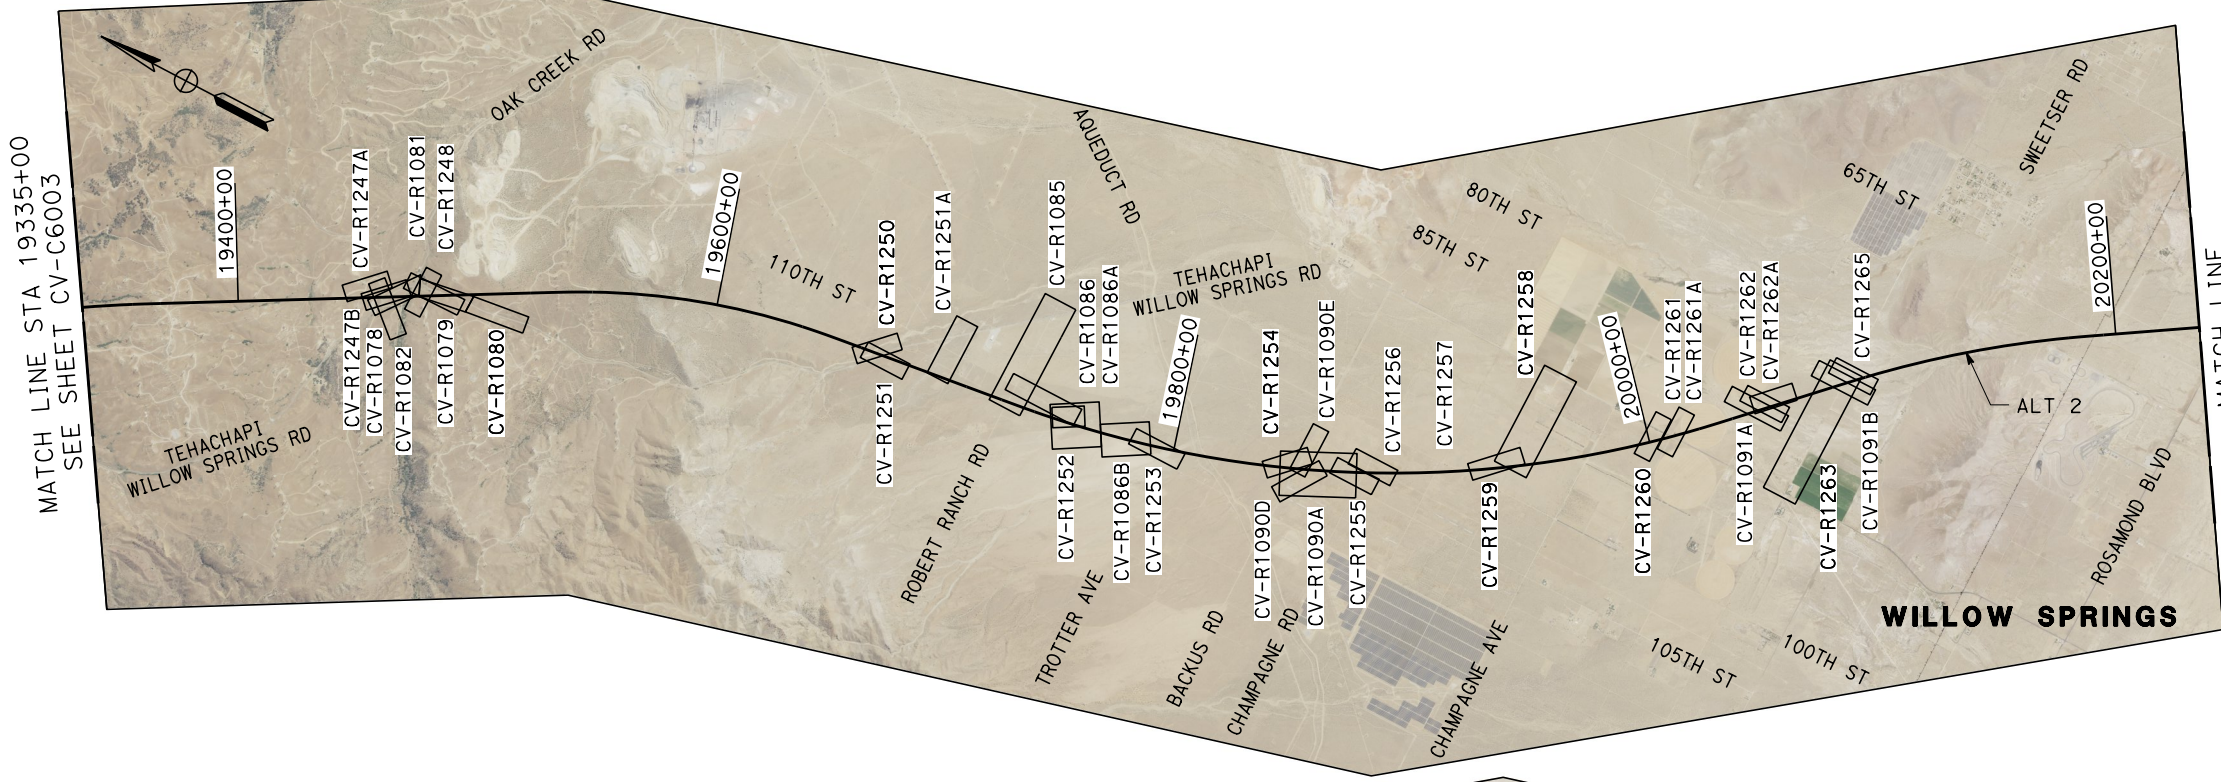 MATCH LINE STA 19335+00
SEE SHEET CV-C6003
19400+00
CV-R1247A
CV-R1081
CV-R1248
OAK CREEK RD
CV-R1247B
CV-R1078
CV-R1082
CV-R1079
CV-R1080
TEHACHAPI
WILLOW SPRINGS RD
19600+00
110TH ST
CV-R1250
CV-R1251A
CV-R1251
CV-R1085
AQUEDUCT RD
CV-R1086
CV-R1086A
TEHACHAPI
WILLOW SPRINGS RD
19800+00
ROBERT RANCH RD
CV-R1252
CV-R1086B
CV-R1253
TROTTER AVE
BACKUS RD
CHAMPAGNE RD
CV-R1254
CV-R1090E
CV-R1256
CV-R1257
CV-R1090D
CV-R1090A
CV-R1255
80TH ST
85TH ST
CV-R1258
CV-R1259
CHAMPAGNE AVE
20000+00
CV-R1261
CV-R1261A
CV-R1260
CV-R1262
CV-R1262A
CV-R1265
CV-R1091A
CV-R1263
CV-R1091B
65TH ST
SWEETSER RD
20200+00
ALT 2
ROSAMOND BLVD
105TH ST
100TH ST
WILLOW SPRINGS
MATCH LINE